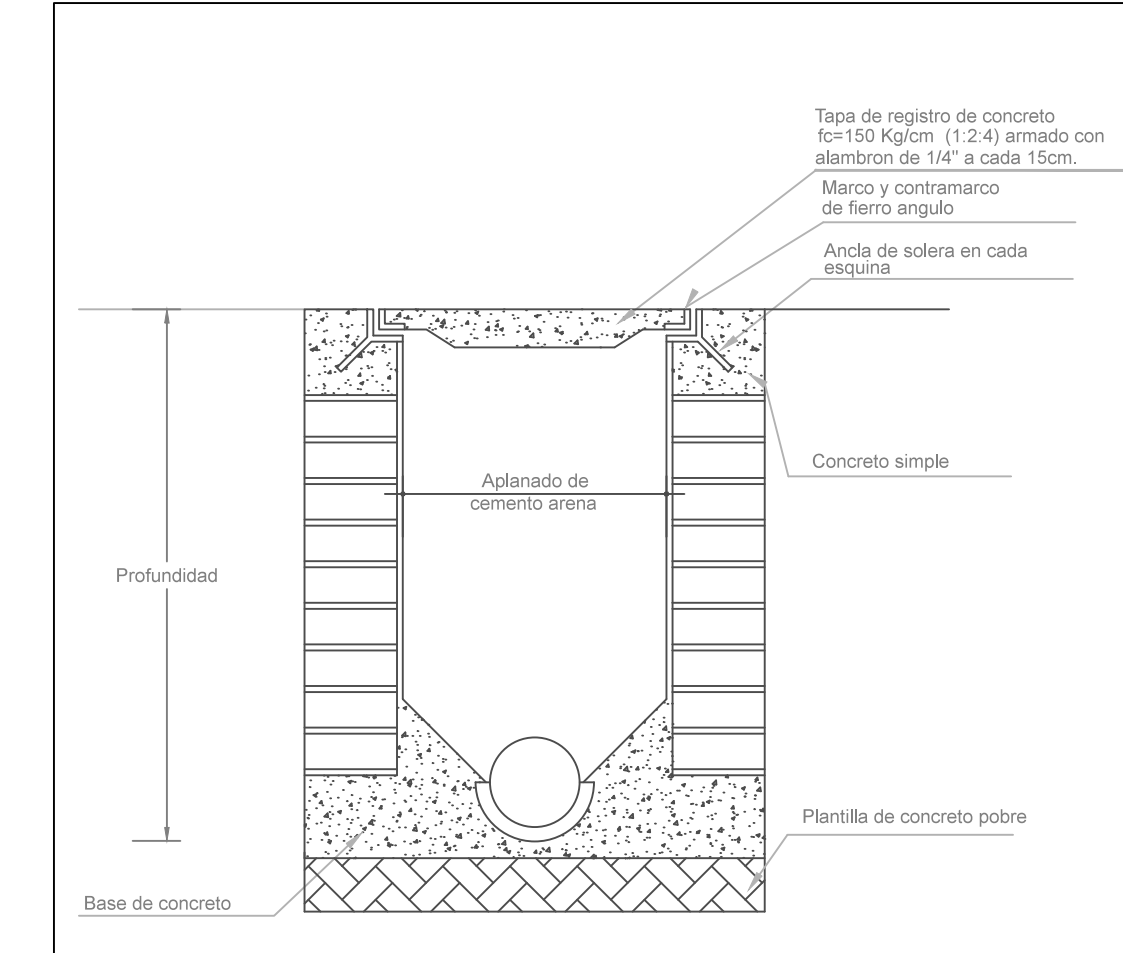 Tapa de registro de concreto
fc=150 Kg/cm (1:2:4) armado con
alambron de 1/4" a cada 15cm.
Marco y contramarco
de fierro angulo
Ancla de solera en cada
esquina
Concreto simple
Aplanado de
cemento arena
Profundidad
Plantilla de concreto pobre
Base de concreto